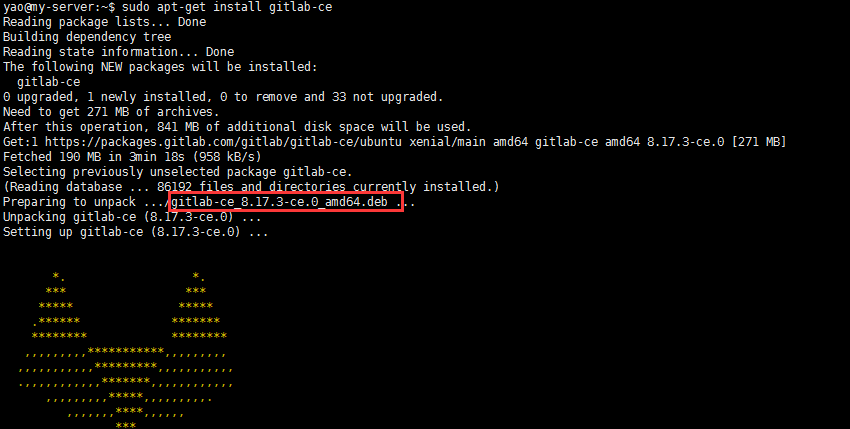 yao@my-server:~$ sudo apt-get install gitlab-ce
Reading package lists... Done
Building dependency tree
Reading state information... Done
The following NEW packages will be installed:
  gitlab-ce
0 upgraded, 1 newly installed, 0 to remove and 33 not upgraded.
Need to get 271 MB of archives.
After this operation, 841 MB of additional disk space will be used.
Get:1 https://packages.gitlab.com/gitlab/gitlab-ce/ubuntu xenial/main amd64 gitlab-ce amd64 8.17.3-ce.0 [271 MB]
Fetched 190 MB in 3min 18s (958 kB/s)
Selecting previously unselected package gitlab-ce.
(Reading database ... 86192 files and directories currently installed.)
Preparing to unpack .../gitlab-ce_8.17.3-ce.0_amd64.deb ...
Unpacking gitlab-ce (8.17.3-ce.0) ...
Setting up gitlab-ce (8.17.3-ce.0) ...

       *.                  *.
      ***                 ***
     *****               *****
    .******             *******
    ********            ********
   ,,,,,,,,,***********,,,,,,,,,
  ,,,,,,,,,,,*********,,,,,,,,,,,
  .,,,,,,,,,,,*******,,,,,,,,,,,,
      ,,,,,,,,,*****,,,,,,,,,.
         ,,,,,,,****,,,,,,
                ***